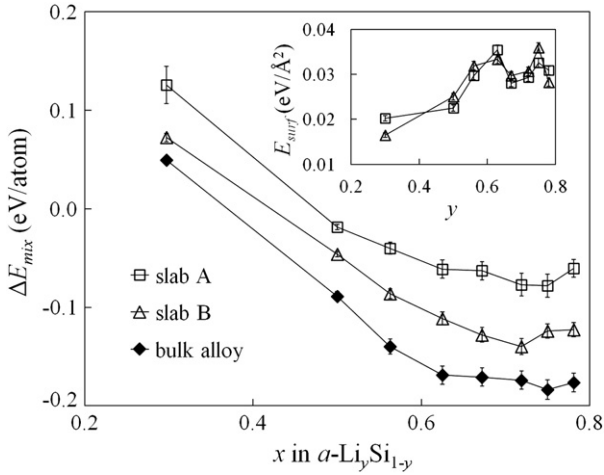 0.2
0.1
0.0
-0.1
-0.2
ΔE_mix (eV/atom)
0.2 0.4 0.6 0.8
x in a-Li_ySi_{1-y}
slab A
slab B
bulk alloy
0.04
0.03
0.02
0.01
E_surf (eV/Å²)
0.2 0.4 0.6 0.8
y